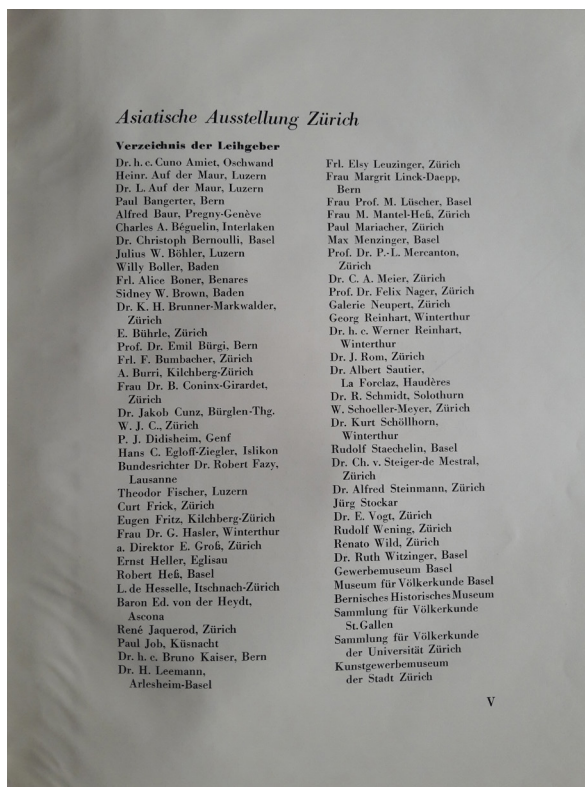 Asiatische Ausstellung Zürich
Verzeichnis der Leihgeber
Dr. h. c. Cuno Amiet, Oschwand
Heinr. Auf der Maur, Luzern
Dr. L. Auf der Maur, Luzern
Paul Bangerter, Bern
Alfred Baur, Pregny-Genève
Charles A. Béguelin, Interlaken
Dr. Christoph Bernoulli, Basel
Julius W. Böhler, Luzern
Willy Boller, Baden
Frl. Alice Boner, Benares
Sidney W. Brown, Baden
Dr. K. H. Brunner-Markwalder,
Zürich
E. Bührle, Zürich
Prof. Dr. Emil Bürgi, Bern
Frl. F. Bumbacher, Zürich
A. Burri, Kilchberg-Zürich
Frau Dr. B. Coninx-Girardet,
Zürich
Dr. Jakob Cunz, Bürglen-Thg.
W. J. C., Zürich
P. J. Didisheim, Genf
Hans C. Egloff-Ziegler, Islikon
Bundesrichter Dr. Robert Fazy,
Lausanne
Theodor Fischer, Luzern
Curt Frick, Zürich
Eugen Fritz, Kilchberg-Zürich
Frau Dr. G. Hasler, Winterthur
a. Direktor E. Groß, Zürich
Ernst Heller, Eglisau
Robert Heß, Basel
L. de Hesselle, Itschnach-Zürich
Baron Ed. von der Heydt,
Ascona
René Jaquerod, Zürich
Paul Job, Küsnacht
Dr. h. c. Bruno Kaiser, Bern
Dr. H. Leemann,
Arlesheim-Basel
Frl. Elsy Leuzinger, Zürich
Frau Margrit Linck-Daepp,
Bern
Frau Prof. M. Lüscher, Basel
Frau M. Mantel-Heß, Zürich
Paul Mariacher, Zürich
Max Menzinger, Basel
Prof. Dr. P.-L. Mercanton,
Zürich
Dr. C. A. Meier, Zürich
Prof. Dr. Felix Nager, Zürich
Galerie Neupert, Zürich
Georg Reinhart, Winterthur
Dr. h. c. Werner Reinhart,
Winterthur
Dr. J. Rom, Zürich
Dr. Albert Sautier,
La Forclaz, Haudères
Dr. R. Schmidt, Solothurn
W. Schoeller-Meyer, Zürich
Dr. Kurt Schöllhorn,
Winterthur
Rudolf Staechelin, Basel
Dr. Ch. v. Steiger-de Mestral,
Zürich
Dr. Alfred Steinmann, Zürich
Jürg Stockar
Dr. E. Vogt, Zürich
Rudolf Wening, Zürich
Renato Wild, Zürich
Dr. Ruth Witzinger, Basel
Gewerbemuseum Basel
Museum für Völkerkunde Basel
Bernisches Historisches Museum
Sammlung für Völkerkunde
St. Gallen
Sammlung für Völkerkunde
der Universität Zürich
Kunstgewerbemuseum
der Stadt Zürich
V